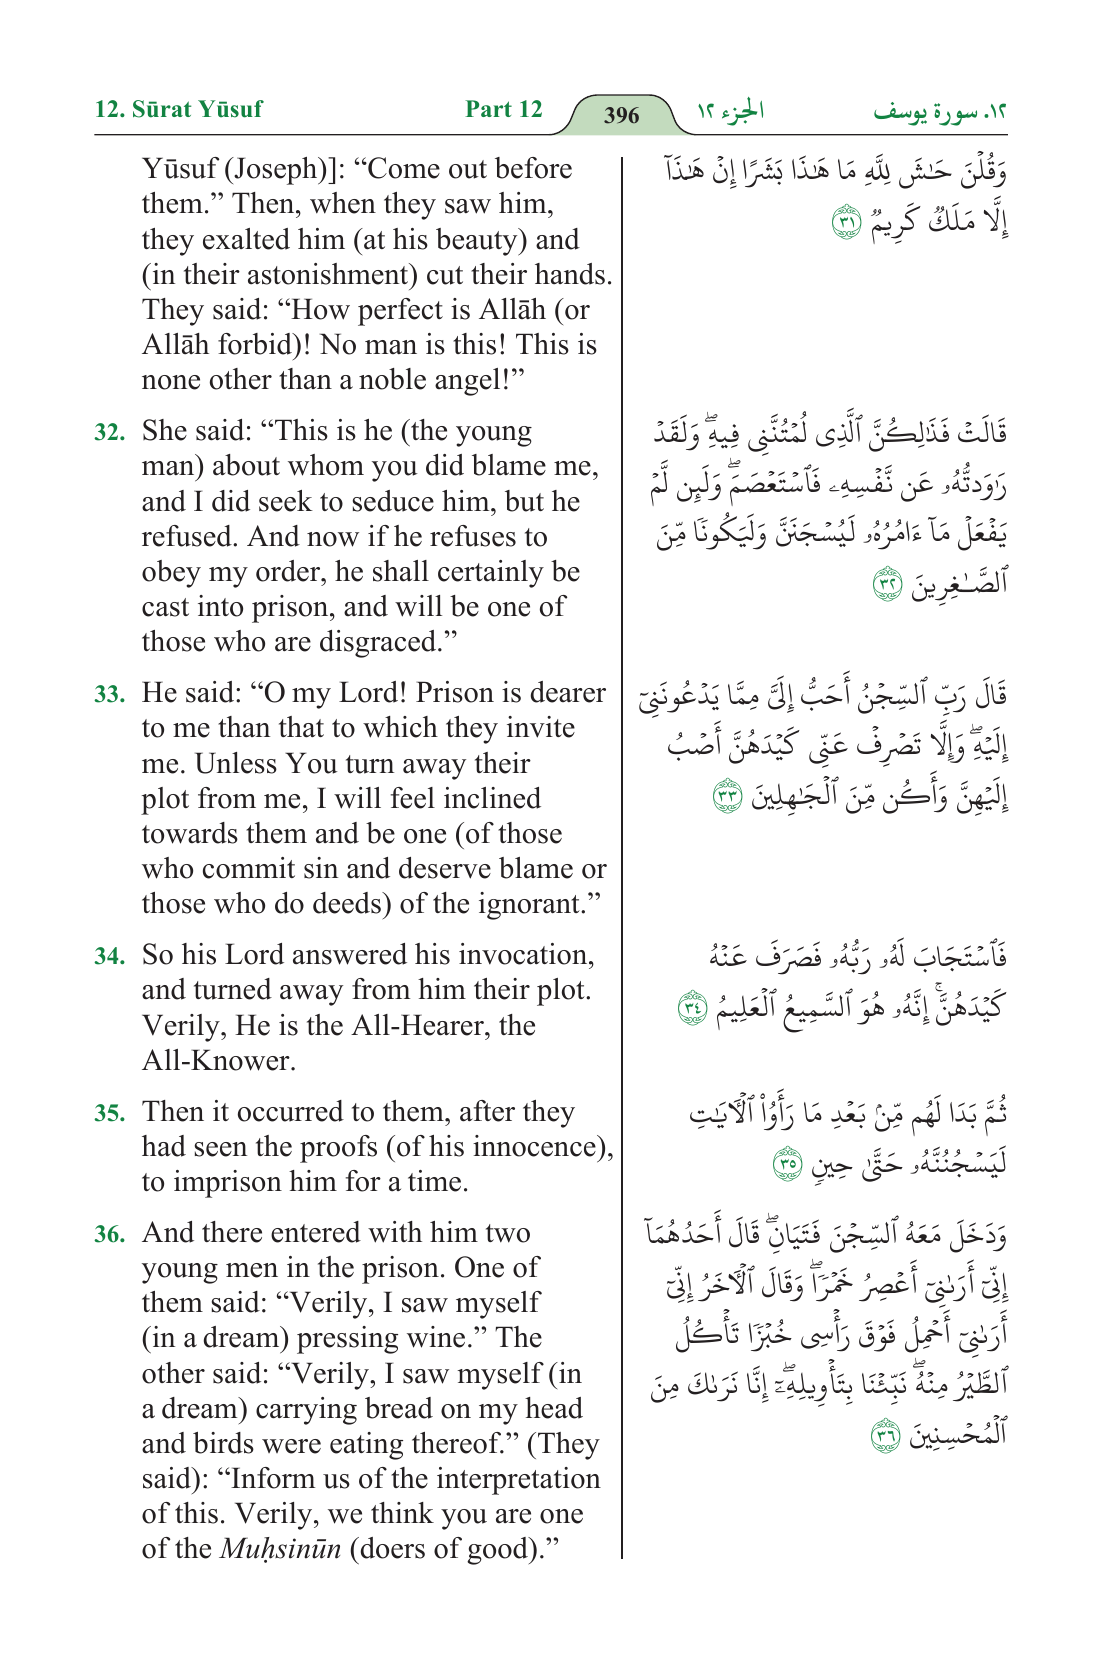 12. Sūrat Yūsuf
Part 12
396
الجزء ١٢
١٢. سورة يوسف
Yūsuf (Joseph)]: “Come out before
them.” Then, when they saw him,
they exalted him (at his beauty) and
(in their astonishment) cut their hands.
They said: “How perfect is Allāh (or
Allāh forbid)! No man is this! This is
none other than a noble angel!”
32. She said: “This is he (the young
man) about whom you did blame me,
and I did seek to seduce him, but he
refused. And now if he refuses to
obey my order, he shall certainly be
cast into prison, and will be one of
those who are disgraced.”
33. He said: “O my Lord! Prison is dearer
to me than that to which they invite
me. Unless You turn away their
plot from me, I will feel inclined
towards them and be one (of those
who commit sin and deserve blame or
those who do deeds) of the ignorant.”
34. So his Lord answered his invocation,
and turned away from him their plot.
Verily, He is the All-Hearer, the
All-Knower.
35. Then it occurred to them, after they
had seen the proofs (of his innocence),
to imprison him for a time.
36. And there entered with him two
young men in the prison. One of
them said: “Verily, I saw myself
(in a dream) pressing wine.” The
other said: “Verily, I saw myself (in
a dream) carrying bread on my head
and birds were eating thereof.” (They
said): “Inform us of the interpretation
of this. Verily, we think you are one
of the Muḥsinūn (doers of good).”
وَقُلۡنَ حَـٰشَ لِلَّهِ مَا هَـٰذَا بَشَرًا إِنۡ هَـٰذَآ
إِلَّا مَلَكٌ كَرِيمٌ ٣١
قَالَتۡ فَذَٰلِكُنَّ ٱلَّذِى لُمۡتُنَّنِى فِيهِۖ وَلَقَدۡ
رَٰوَدتُّهُۥ عَن نَّفۡسِهِۦ فَٱسۡتَعۡصَمَۖ وَلَئِن لَّمۡ
يَفۡعَلۡ مَآ ءَامُرُهُۥ لَيُسۡجَنَنَّ وَلَيَكُونًا مِّنَ
ٱلصَّـٰغِرِينَ ٣٢
قَالَ رَبِّ ٱلسِّجۡنُ أَحَبُّ إِلَىَّ مِمَّا يَدۡعُونَنِىٓ
إِلَيۡهِۖ وَإِلَّا تَصۡرِفۡ عَنِّى كَيۡدَهُنَّ أَصۡبُ
إِلَيۡهِنَّ وَأَكُن مِّنَ ٱلۡجَـٰهِلِينَ ٣٣
فَٱسۡتَجَابَ لَهُۥ رَبُّهُۥ فَصَرَفَ عَنۡهُ
كَيۡدَهُنَّۚ إِنَّهُۥ هُوَ ٱلسَّمِيعُ ٱلۡعَلِيمُ ٣٤
ثُمَّ بَدَا لَهُم مِّنۢ بَعۡدِ مَا رَأَوُاْ ٱلۡأَيَـٰتِ
لَيَسۡجُنُنَّهُۥ حَتَّىٰ حِينٍ ٣٥
وَدَخَلَ مَعَهُ ٱلسِّجۡنَ فَتَيَانِۖ قَالَ أَحَدُهُمَآ
إِنِّىٓ أَرَىٰنِىٓ أَعۡصِرُ خَمۡرًاۖ وَقَالَ ٱلۡأَخَرُ إِنِّىٓ
أَرَىٰنِىٓ أَحۡمِلُ فَوۡقَ رَأۡسِى خُبۡزًا تَأۡكُلُ
ٱلطَّيۡرُ مِنۡهُۖ نَبِّئۡنَا بِتَأۡوِيلِهِۦٓۖ إِنَّا نَرَىٰكَ مِنَ
ٱلۡمُحۡسِنِينَ ٣٦